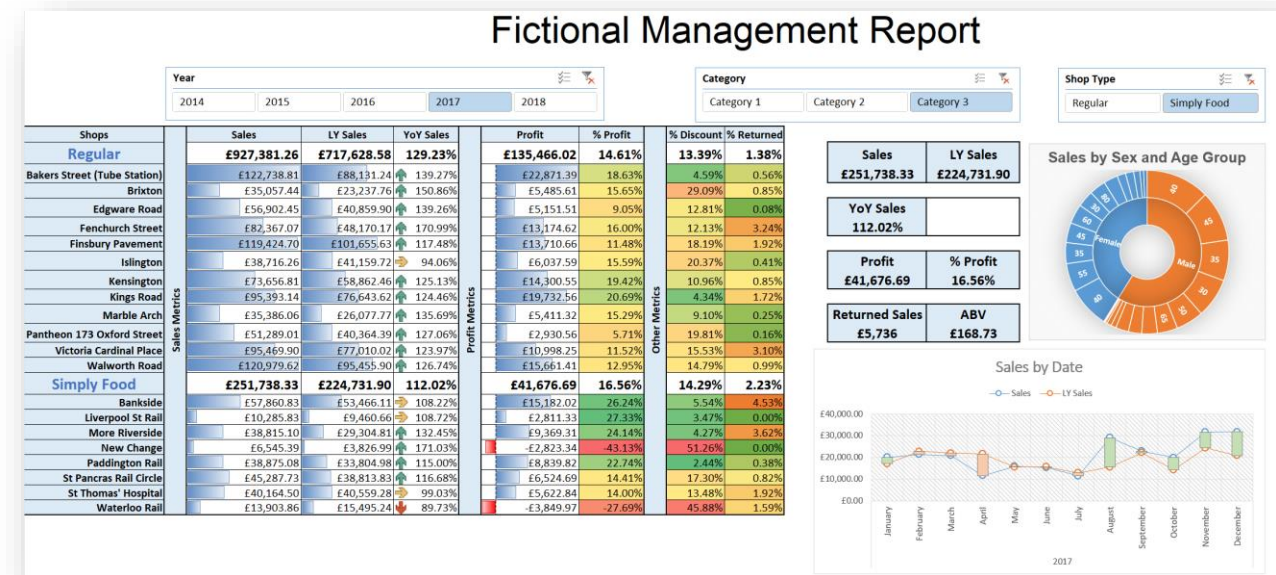 Fictional Management Report
Year
2014 2015 2016 2017 2018
Category
Category 1 Category 2 Category 3
Shop Type
Regular Simply Food
Shops Sales LY Sales YoY Sales Profit % Profit % Discount % Returned
Sales Metrics
Profit Metrics
Other Metrics
Regular £927,381.26 £717,628.58 129.23% £135,466.02 14.61% 13.39% 1.38%
Bakers Street (Tube Station) £122,738.81 £88,131.24 139.27% £22,871.39 18.63% 4.59% 0.56%
Brixton £35,057.44 £23,237.76 150.86% £5,485.61 15.65% 29.09% 0.85%
Edgware Road £56,902.45 £40,859.90 139.26% £5,151.51 9.05% 12.81% 0.08%
Fenchurch Street £82,367.07 £48,170.17 170.99% £13,174.62 16.00% 12.13% 3.24%
Finsbury Pavement £119,424.70 £101,655.63 117.48% £13,710.66 11.48% 18.19% 1.92%
Islington £38,716.26 £41,159.72 94.06% £6,037.59 15.59% 20.37% 0.41%
Kensington £73,656.81 £58,862.46 125.13% £14,300.55 19.42% 10.96% 0.85%
Kings Road £95,393.14 £76,643.62 124.46% £19,732.56 20.69% 4.34% 1.72%
Marble Arch £35,386.06 £26,077.77 135.69% £5,411.32 15.29% 9.10% 0.25%
Pantheon 173 Oxford Street £51,289.01 £40,364.39 127.06% £2,930.56 5.71% 19.81% 0.16%
Victoria Cardinal Place £95,469.90 £77,010.02 123.97% £10,998.25 11.52% 15.53% 3.10%
Walworth Road £120,979.62 £95,455.90 126.74% £15,661.41 12.95% 14.79% 0.99%
Simply Food £251,738.33 £224,731.90 112.02% £41,676.69 16.56% 14.29% 2.23%
Bankside £57,860.83 £53,466.11 108.22% £15,182.02 26.24% 5.54% 4.53%
Liverpool St Rail £10,285.83 £9,460.66 108.72% £2,811.33 27.33% 3.47% 0.00%
More Riverside £38,815.10 £29,304.81 132.45% £9,369.31 24.14% 4.27% 3.62%
New Change £6,545.39 £3,826.99 171.03% -£2,823.34 -43.13% 51.26% 0.00%
Paddington Rail £38,875.08 £33,804.98 115.00% £8,839.82 22.74% 2.44% 0.38%
St Pancras Rail Circle £45,287.73 £38,813.83 116.68% £6,524.69 14.41% 17.30% 0.82%
St Thomas' Hospital £40,164.50 £40,559.28 99.03% £5,622.84 14.00% 13.48% 1.92%
Waterloo Rail £13,903.86 £15,495.24 89.73% -£3,849.97 -27.69% 45.88% 1.59%
Sales LY Sales
£251,738.33 £224,731.90
YoY Sales
112.02%
Profit % Profit
£41,676.69 16.56%
Returned Sales ABV
£5,736 £168.73
Sales by Sex and Age Group
Female
Male
40
45
35
30
50
65
40
55
35
45
60
30
80
Sales by Date
Sales LY Sales
£40,000.00
£30,000.00
£20,000.00
£10,000.00
£0.00
January February March April May June July August September October November December
2017